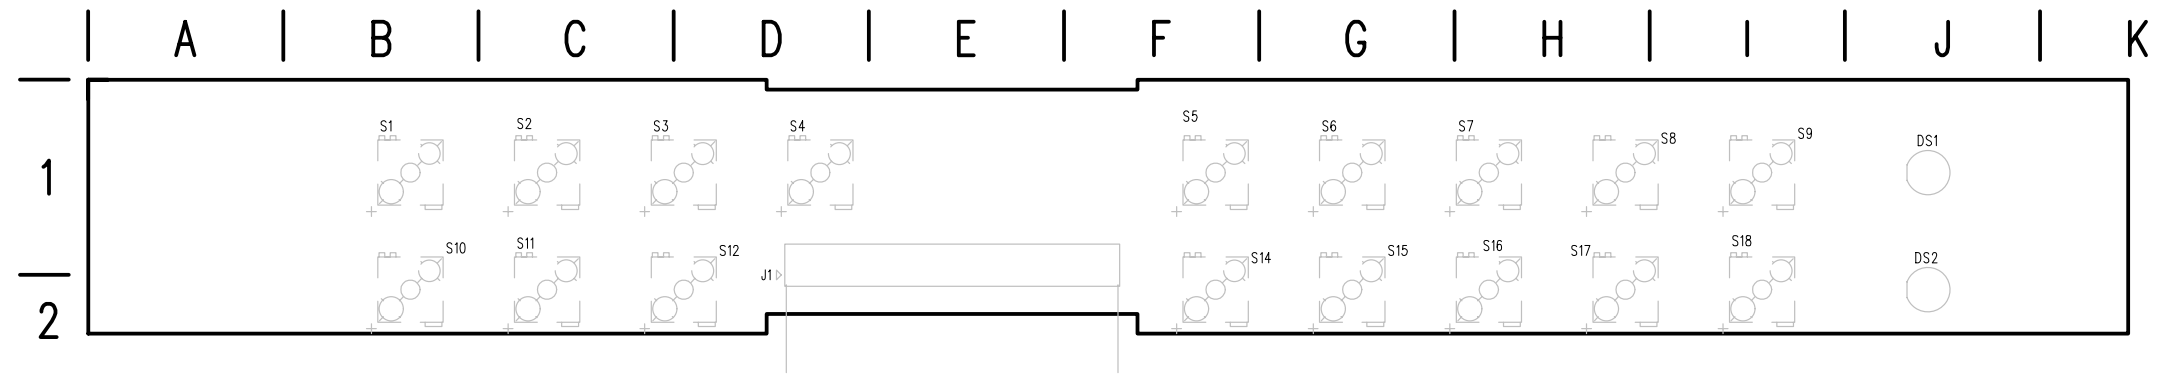 A B C D E F G H I J K
1
S1 S2 S3 S4 S5 S6 S7 S8 S9 DS1
S10 S11 S12 J1 S14 S15 S16 S17 S18 DS2
2